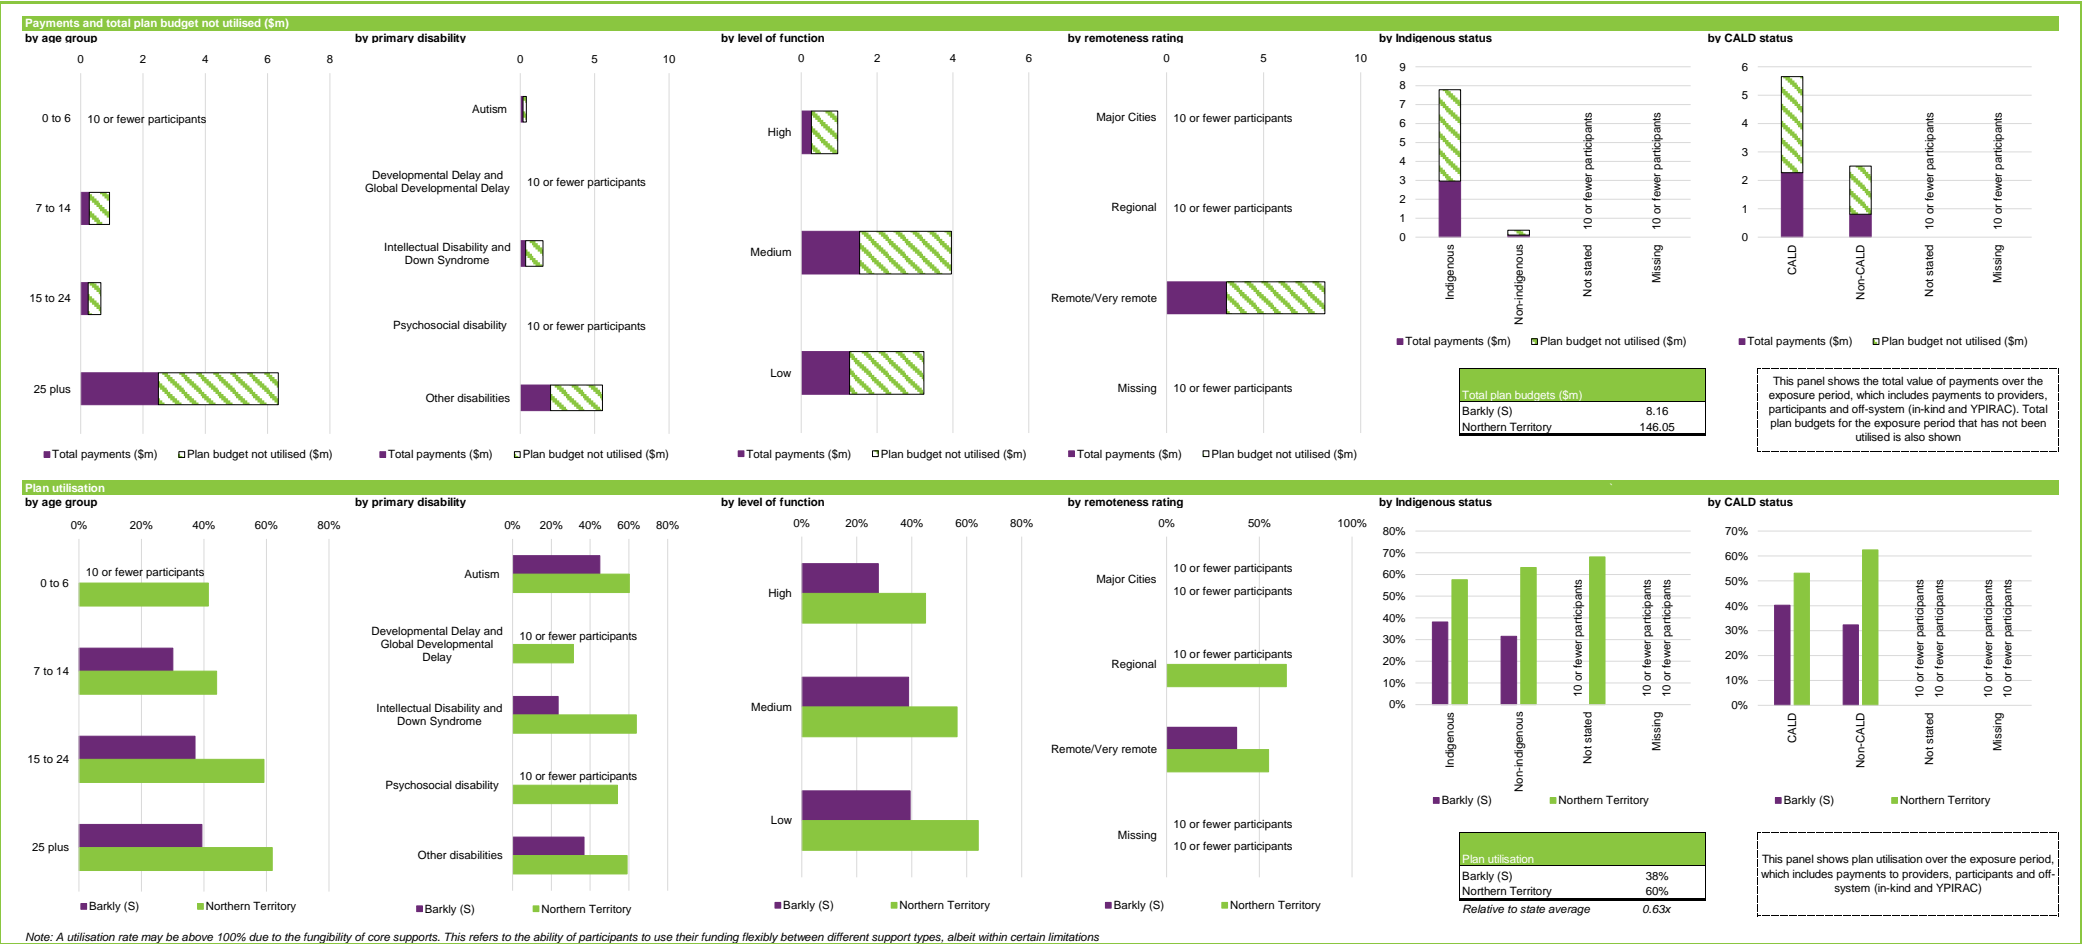 Payments and total plan budget not utilised ($m)
by age group
0 2 4 6 8
0 to 6
10 or fewer participants
7 to 14
15 to 24
25 plus
Total payments ($m) Plan budget not utilised ($m)
by primary disability
0 5 10
Autism
Developmental Delay and
Global Developmental Delay
10 or fewer participants
Intellectual Disability and
Down Syndrome
Psychosocial disability
10 or fewer participants
Other disabilities
Total payments ($m) Plan budget not utilised ($m)
by level of function
0 2 4 6
High
Medium
Low
Total payments ($m) Plan budget not utilised ($m)
by remoteness rating
0 5 10
Major Cities
10 or fewer participants
Regional
10 or fewer participants
Remote/Very remote
Missing
10 or fewer participants
Total payments ($m) Plan budget not utilised ($m)
by Indigenous status
9
8
7
6
5
4
3
2
1
0
10 or fewer participants
10 or fewer participants
Indigenous
Non-indigenous
Not stated
Missing
Total payments ($m) Plan budget not utilised ($m)
Total plan budgets ($m)
Barkly (S) 8.16
Northern Territory 146.05
by CALD status
6
5
4
3
2
1
0
10 or fewer participants
10 or fewer participants
CALD
Non-CALD
Not stated
Missing
Total payments ($m) Plan budget not utilised ($m)
This panel shows the total value of payments over the
exposure period, which includes payments to providers,
participants and off-system (in-kind and YPIRAC). Total
plan budgets for the exposure period that has not been
utilised is also shown
Plan utilisation
by age group
0% 20% 40% 60% 80%
0 to 6
10 or fewer participants
7 to 14
15 to 24
25 plus
Barkly (S) Northern Territory
by primary disability
0% 20% 40% 60% 80%
Autism
Developmental Delay and
Global Developmental
Delay
10 or fewer participants
Intellectual Disability and
Down Syndrome
Psychosocial disability
10 or fewer participants
Other disabilities
Barkly (S) Northern Territory
by level of function
0% 20% 40% 60% 80%
High
Medium
Low
Barkly (S) Northern Territory
by remoteness rating
0% 50% 100%
Major Cities
10 or fewer participants
10 or fewer participants
Regional
10 or fewer participants
Remote/Very remote
Missing
10 or fewer participants
10 or fewer participants
Barkly (S) Northern Territory
by Indigenous status
80%
70%
60%
50%
40%
30%
20%
10%
0%
10 or fewer participants
10 or fewer participants
10 or fewer participants
Indigenous
Non-indigenous
Not stated
Missing
Barkly (S) Northern Territory
Plan utilisation
Barkly (S) 38%
Northern Territory 60%
Relative to state average 0.63x
by CALD status
70%
60%
50%
40%
30%
20%
10%
0%
10 or fewer participants
10 or fewer participants
10 or fewer participants
10 or fewer participants
CALD
Non-CALD
Not stated
Missing
Barkly (S) Northern Territory
This panel shows plan utilisation over the exposure period,
which includes payments to providers, participants and off-
system (in-kind and YPIRAC)
Note: A utilisation rate may be above 100% due to the fungibility of core supports. This refers to the ability of participants to use their funding flexibly between different support types, albeit within certain limitations